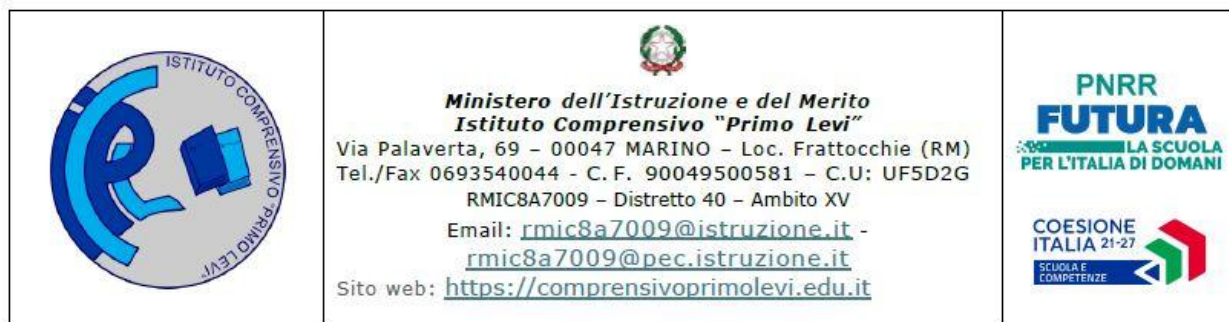 ISTITUTO COMPRENSIVO "PRIMO LEVI"
Ministero dell'Istruzione e del Merito
Istituto Comprensivo "Primo Levi"
Via Palaverta, 69 – 00047 MARINO – Loc. Frattocchie (RM)
Tel./Fax 0693540044 - C.F. 90049500581 – C.U: UF5D2G
RMIC8A7009 – Distretto 40 – Ambito XV
Email: rmic8a7009@istruzione.it -
rmic8a7009@pec.istruzione.it
Sito web: https://comprensivoprimolevi.edu.it
PNRR
FUTURA
LA SCUOLA
PER L'ITALIA DI DOMANI
COESIONE
ITALIA 21-27
SCUOLA E
COMPETENZE